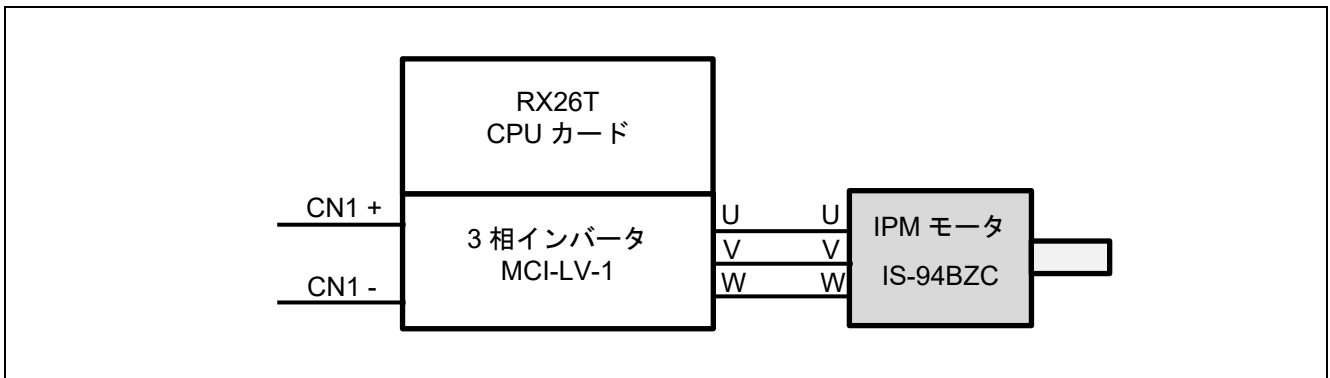 RX26T
CPU カード
CN1 +
3 相インバータ
MCI-LV-1
CN1 -
U
V
W
U
V
W
IPM モータ
IS-94BZC